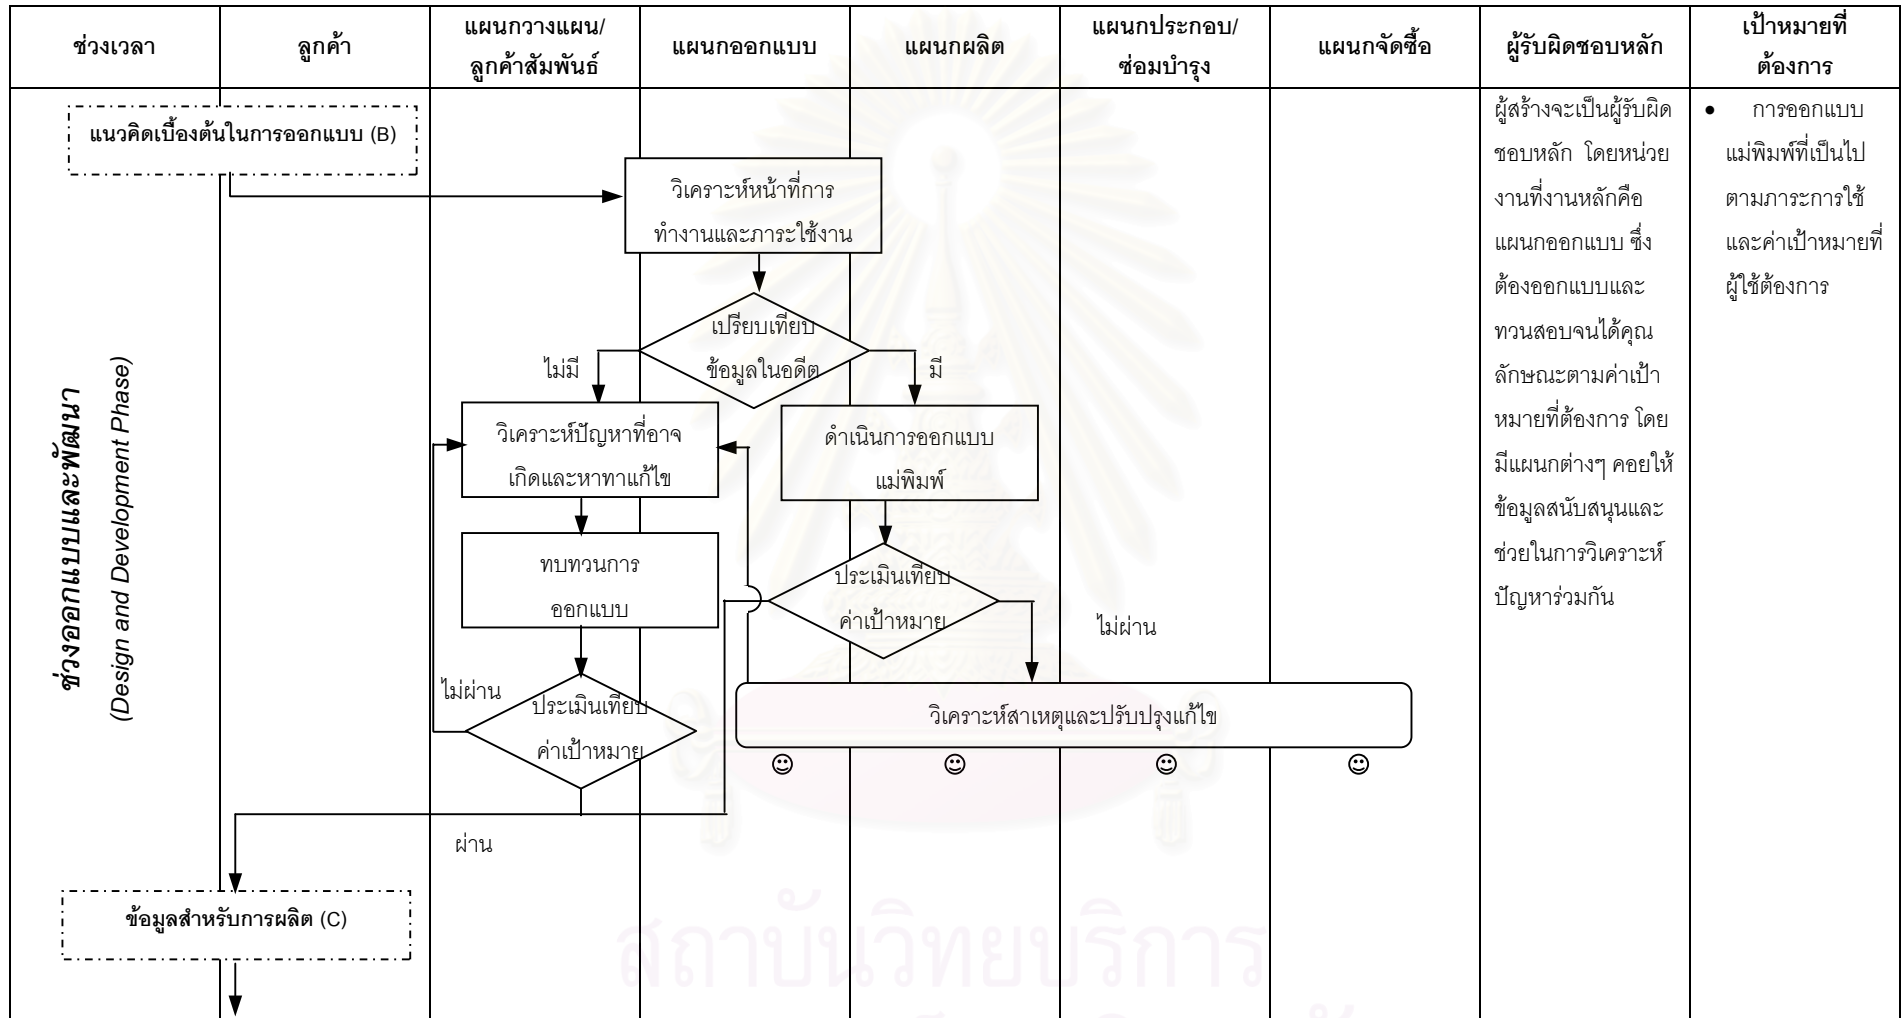 ช่วงเวลา
ลูกค้า
แผนกวางแผน/
ลูกค้าสัมพันธ์
แผนกออกแบบ
แผนกผลิต
แผนกประกอบ/
ซ่อมบำรุง
แผนกจัดซื้อ
ผู้รับผิดชอบหลัก
เป้าหมายที่
ต้องการ
ช่วงออกแบบและพัฒนา
(Design and Development Phase)
แนวคิดเบื้องต้นในการออกแบบ (B)
วิเคราะห์หน้าที่การ
ทำงานและภาระใช้งาน
เปรียบเทียบ
ข้อมูลในอดีต
ไม่มี
มี
วิเคราะห์ปัญหาที่อาจ
เกิดและหาทาแก้ไข
ดำเนินการออกแบบ
แม่พิมพ์
ทบทวนการ
ออกแบบ
ประเมินเทียบ
ค่าเป้าหมาย
ไม่ผ่าน
ไม่ผ่าน
ประเมินเทียบ
ค่าเป้าหมาย
วิเคราะห์สาเหตุและปรับปรุงแก้ไข
☺ ☺ ☺ ☺
ผ่าน
ข้อมูลสำหรับการผลิต (C)
ผู้สร้างจะเป็นผู้รับผิด
ชอบหลัก โดยหน่วย
งานที่งานหลักคือ
แผนกออกแบบ ซึ่ง
ต้องออกแบบและ
ทวนสอบจนได้คุณ
ลักษณะตามค่าเป้า
หมายที่ต้องการ โดย
มีแผนกต่างๆ คอยให้
ข้อมูลสนับสนุนและ
ช่วยในการวิเคราะห์
ปัญหาร่วมกัน
• การออกแบบ
แม่พิมพ์ที่เป็นไป
ตามภาระการใช้
และค่าเป้าหมายที่
ผู้ใช้ต้องการ
สถาบันวิทยบริการ